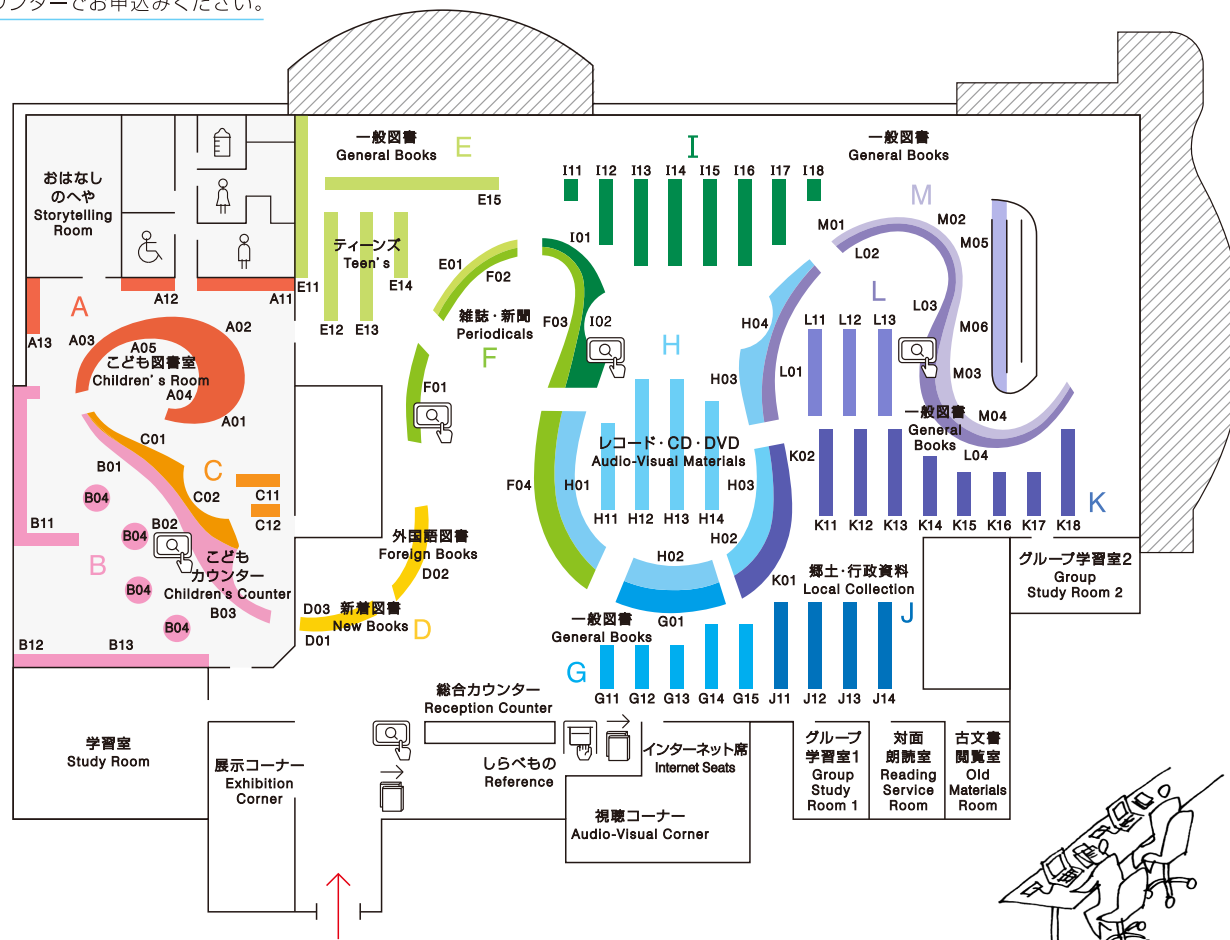 ウンターでお申込みください。
一般図書
General Books
E
I
一般図書
General Books
おはなし
のへや
Storytelling
Room
E15
I11
I12
I13
I14
I15
I16
I17
I18
M
M01
M02
M05
L02
ティーンズ
Teen's
E01
F02
I01
E11
E14
E12
E13
A
A12
A11
A13
A03
A02
A05
こども図書室
Children's Room
A04
A01
雑誌・新聞
Periodicals
F
F03
I02
F01
H
H04
H03
L
L11
L12
L13
L01
L03
M06
M03
M04
一般図書
General
Books
L04
C01
B01
C
C02
C11
C12
B04
B02
B04
B11
B
こども
カウンター
Children's Counter
B04
B03
B04
B12
B13
レコード・CD・DVD
Audio-Visual Materials
F04
H01
H03
K02
H11
H12
H13
H14
H02
H02
K11
K12
K13
K14
K15
K16
K17
K18
K
外国語図書
Foreign Books
D02
D03
新着図書
New Books
D01
D
K01
郷土・行政資料
Local Collection
J
グループ学習室2
Group
Study Room 2
G01
一般図書
General Books
G
G11
G12
G13
G14
G15
J11
J12
J13
J14
総合カウンター
Reception Counter
学習室
Study Room
展示コーナー
Exhibition
Corner
しらべもの
Reference
インターネット席
Internet Seats
視聴コーナー
Audio-Visual Corner
グループ
学習室1
Group
Study
Room 1
対面
朗読室
Reading
Service
Room
古文書
閲覧室
Old
Materials
Room